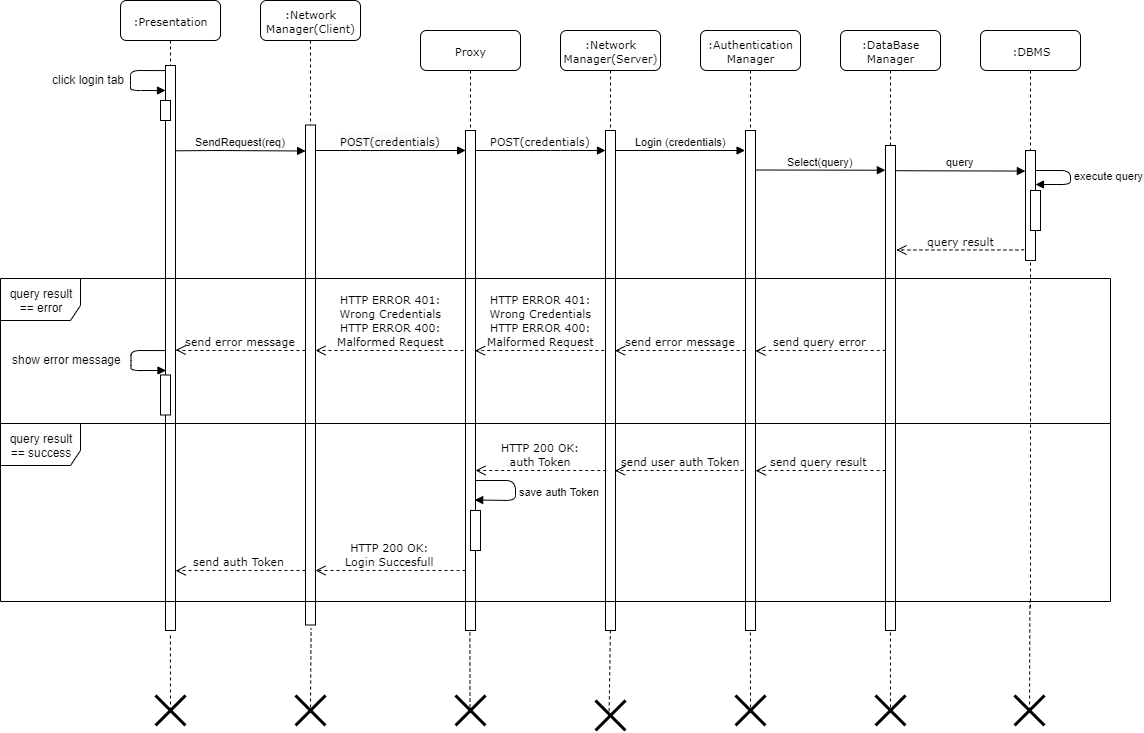 :Presentation
:Network
Manager(Client)
Proxy
:Network
Manager(Server)
:Authentication
Manager
:DataBase
Manager
:DBMS
click login tab
SendRequest(req)
POST(credentials)
POST(credentials)
Login (credentials)
Select(query)
query
execute query
query result
query result
== error
HTTP ERROR 401:
Wrong Credentials
HTTP ERROR 400:
Malformed Request
HTTP ERROR 401:
Wrong Credentials
HTTP ERROR 400:
Malformed Request
send error message
send error message
send query error
show error message
query result
== success
HTTP 200 OK:
auth Token
send user auth Token
send query result
save auth Token
HTTP 200 OK:
Login Succesfull
send auth Token